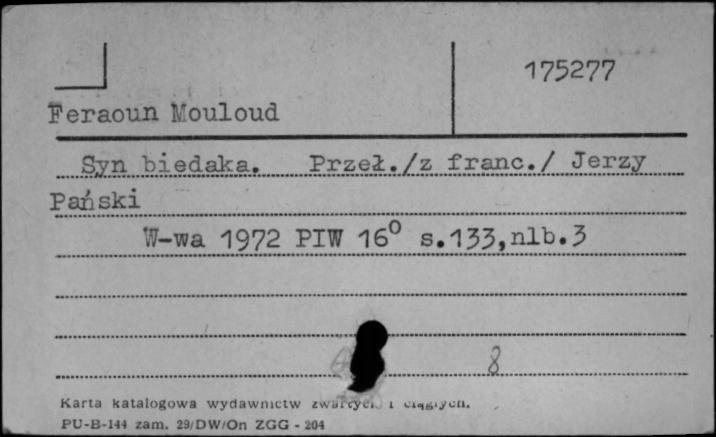 175277
Feraoun Mouloud
Syn biedaka. Przeł./z franc./ Jerzy
Pański
W-wa 1972 PIW 16⁰ s.133,nlb.3
8
Karta katalogowa wydawnictw zwartych i ciągłych.
PU-B-144 zam. 29/DW/On ZGG - 204